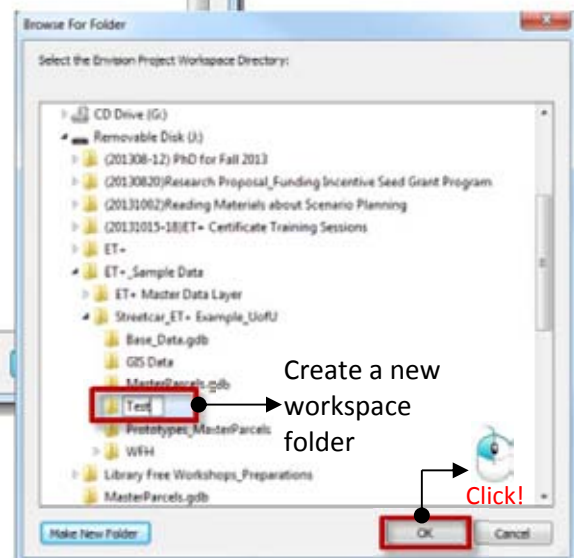 Browse For Folder
Select the Envision Project Workspace Directory:
CD Drive (G:)
Removable Disk (J:)
(201308-12) PhD for Fall 2013
(20130820)Research Proposal_Funding Incentive Seed Grant Program
(20131002)Reading Materials about Scenario Planning
(20131015-18)ET+ Certificate Training Sessions
ET+
ET+_Sample Data
ET+ Master Data Layer
Streetcar_ET+ Example_UofU
Base_Data.gdb
GIS Data
MasterParcels.gdb
Test
Prototypes_MasterParcels
WFH
Library Free Workshops_Preparations
MasterParcels.gdb
Create a new
workspace
folder
Click!
Make New Folder
OK
Cancel